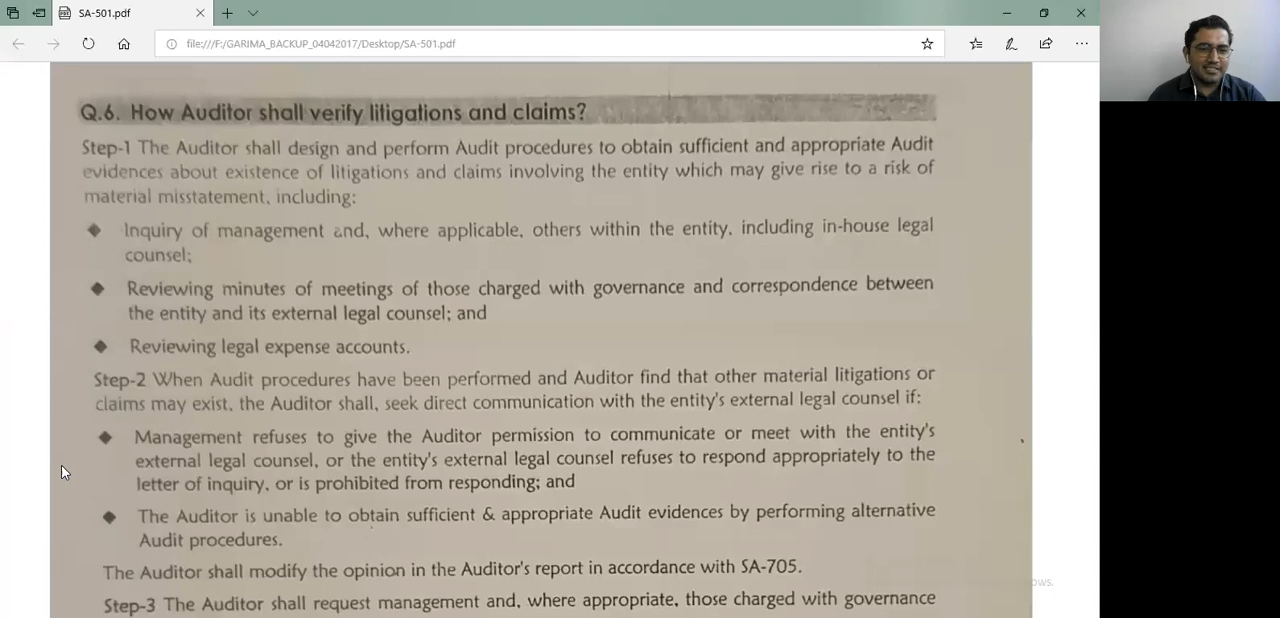 SA-501.pdf
file:///F:/GARIMA_BACKUP_04042017/Desktop/SA-501.pdf
Q.6. How Auditor shall verify litigations and claims?
Step-1 The Auditor shall design and perform Audit procedures to obtain sufficient and appropriate Audit
evidences about existence of litigations and claims involving the entity which may give rise to a risk of
material misstatement, including:
◆ Inquiry of management and, where applicable, others within the entity, including in-house legal
counsel;
◆ Reviewing minutes of meetings of those charged with governance and correspondence between
the entity and its external legal counsel; and
◆ Reviewing legal expense accounts.
Step-2 When Audit procedures have been performed and Auditor find that other material litigations or
claims may exist, the Auditor shall, seek direct communication with the entity's external legal counsel if:
◆ Management refuses to give the Auditor permission to communicate or meet with the entity's
external legal counsel, or the entity's external legal counsel refuses to respond appropriately to the
letter of inquiry, or is prohibited from responding; and
◆ The Auditor is unable to obtain sufficient & appropriate Audit evidences by performing alternative
Audit procedures.
The Auditor shall modify the opinion in the Auditor's report in accordance with SA-705.
Step-3 The Auditor shall request management and, where appropriate, those charged with governance